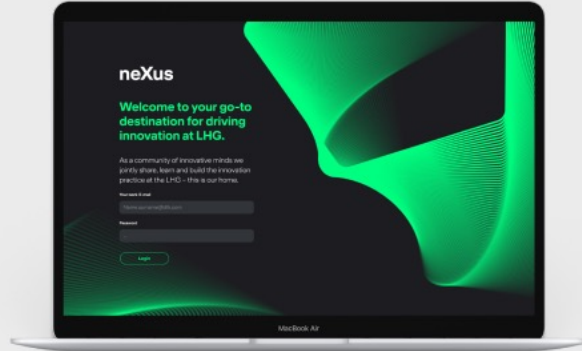 neXus
Welcome to your go-to
destination for driving
innovation at LHG.
As a community of innovative minds we
jointly share, learn and build the innovation
practice at the LHG – this is our home.
Your work E-mail
Password
Login
MacBook Air